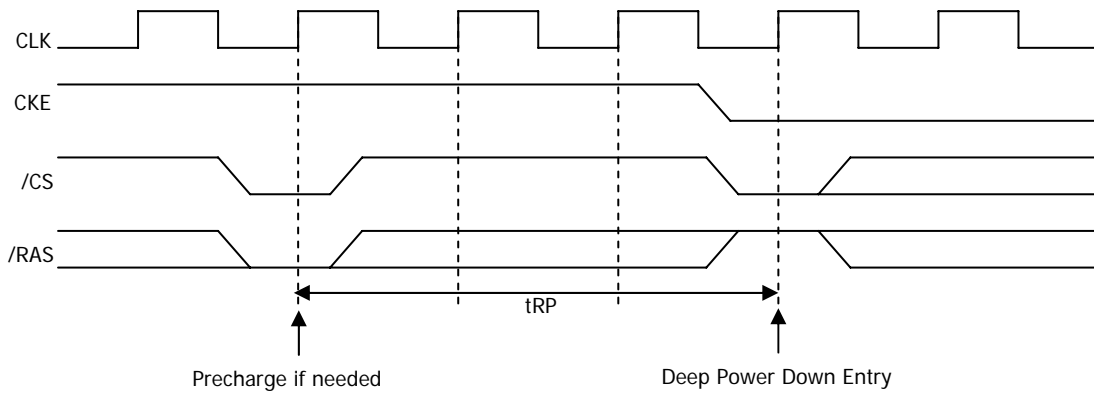 CLK
CKE
/CS
/RAS
tRP
Precharge if needed
Deep Power Down Entry